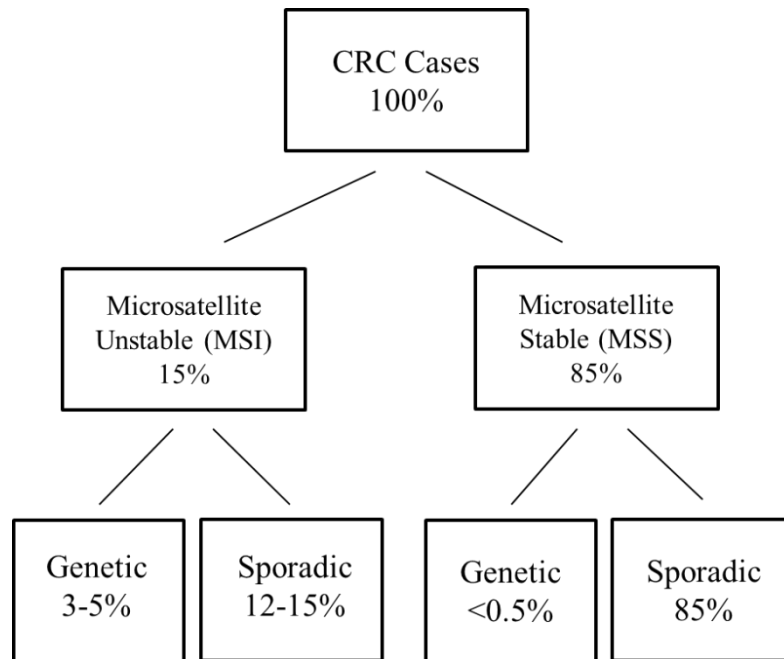 CRC Cases
100%
Microsatellite
Unstable (MSI)
15%
Microsatellite
Stable (MSS)
85%
Genetic
3-5%
Sporadic
12-15%
Genetic
<0.5%
Sporadic
85%